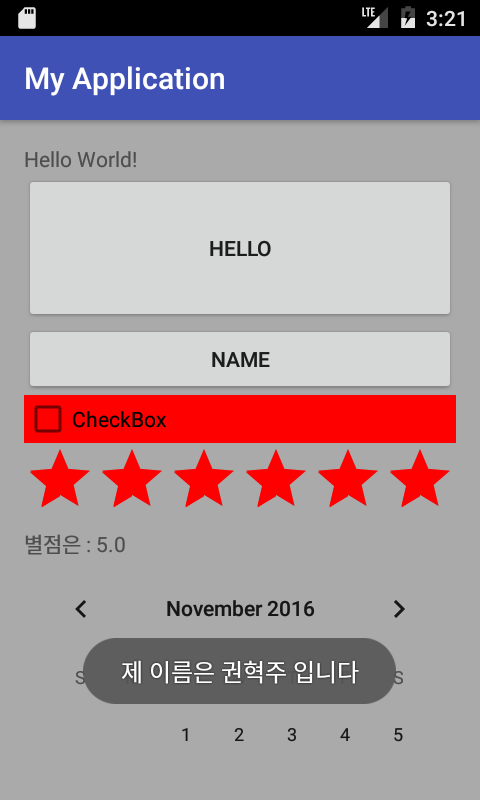 LTE 3:21
My Application
Hello World!
HELLO
NAME
CheckBox
별점은 : 5.0
November 2016
S S
제 이름은 권혁주 입니다
1 2 3 4 5